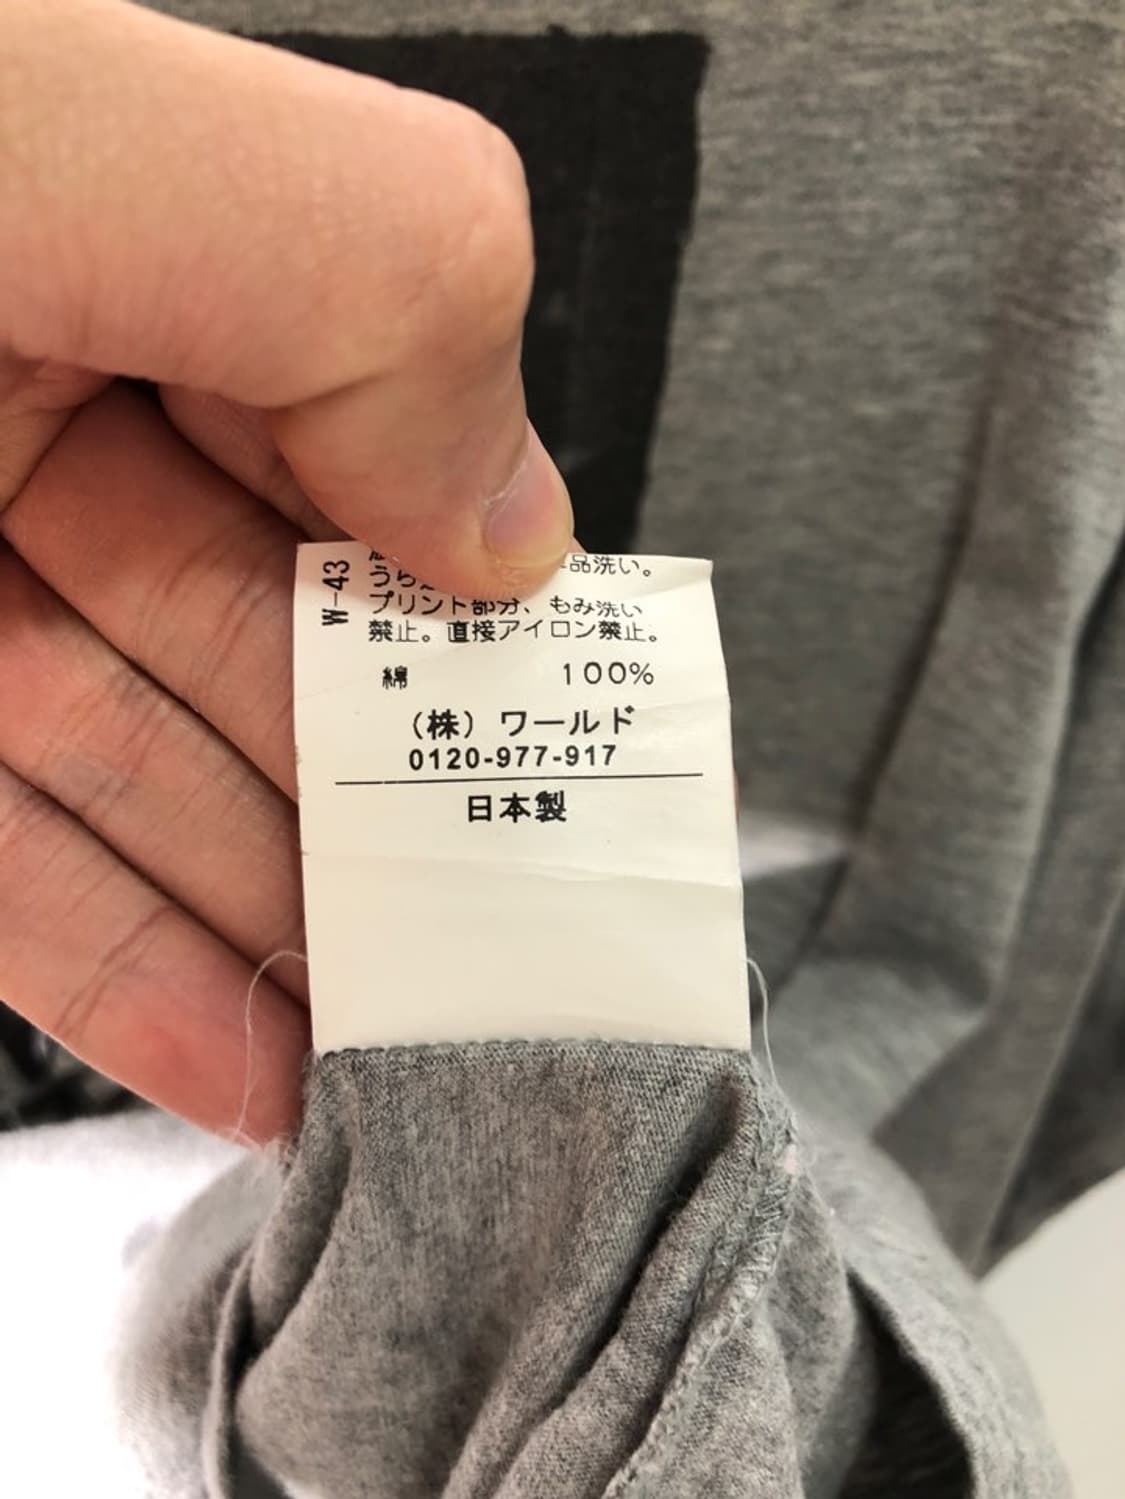 W-43
品洗い。
うら
プリント部分、もみ洗い
禁止。直接アイロン禁止。
綿 100%
（株）ワールド
0120-977-917
日本製